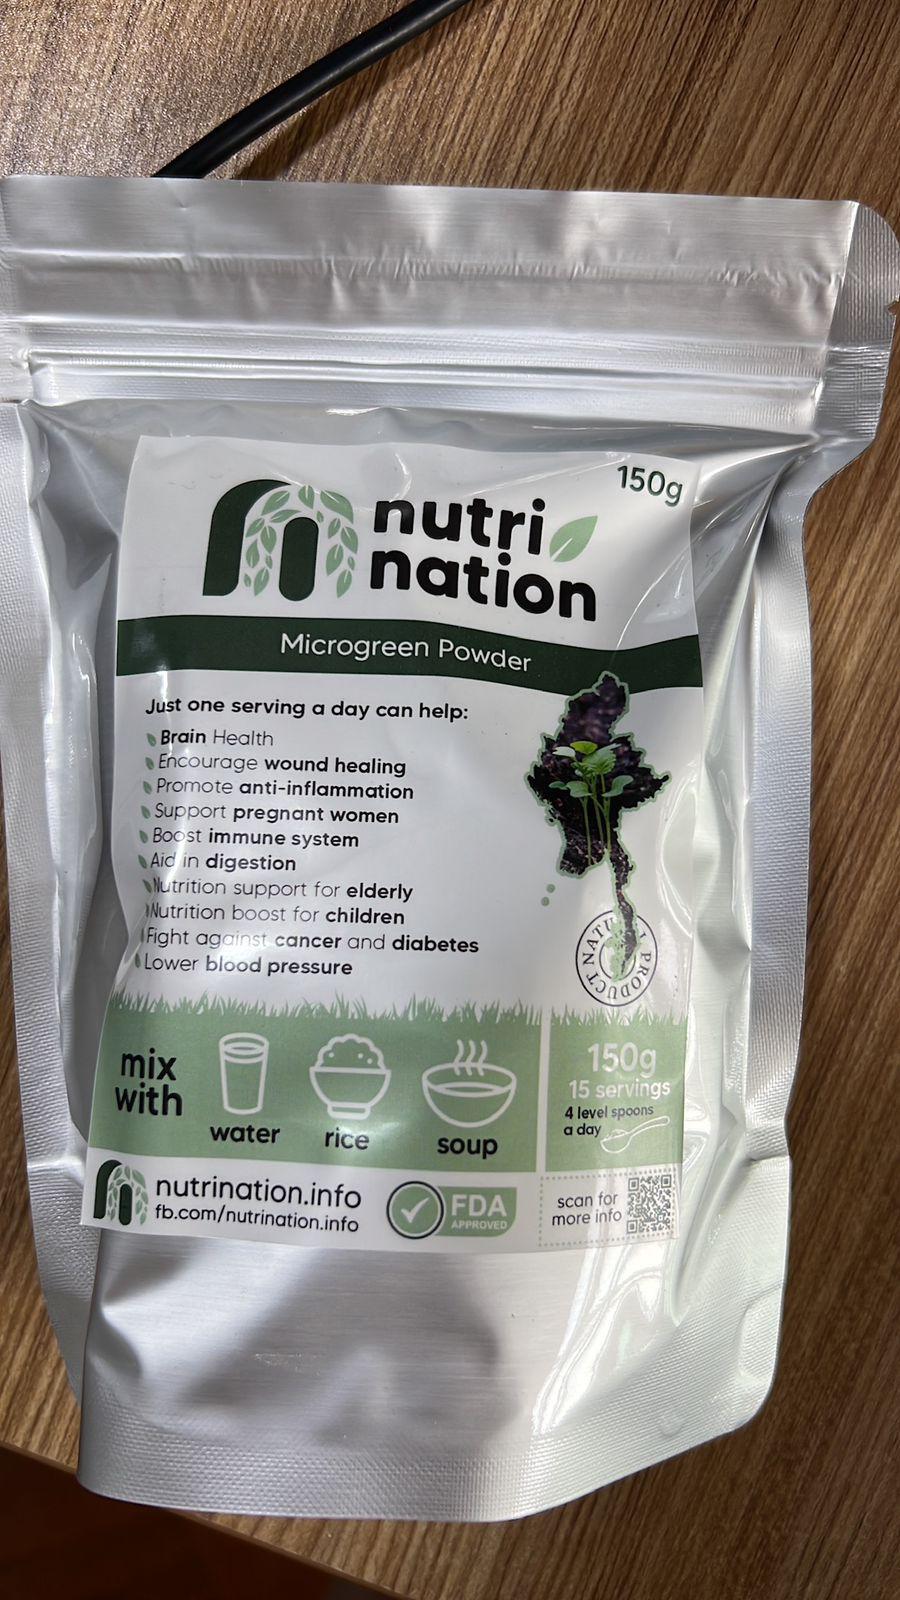 150g
nutri
nation
Microgreen Powder
Just one serving a day can help:
Brain Health
Encourage wound healing
Promote anti-inflammation
Support pregnant women
Boost immune system
Aid in digestion
Nutrition support for elderly
Nutrition boost for children
Fight against cancer and diabetes
Lower blood pressure
NATURAL PRODUCT
mix
with
water
rice
soup
150g
15 servings
4 level spoons
a day
nutrination.info
fb.com/nutrination.info
FDA
APPROVED
scan for
more info